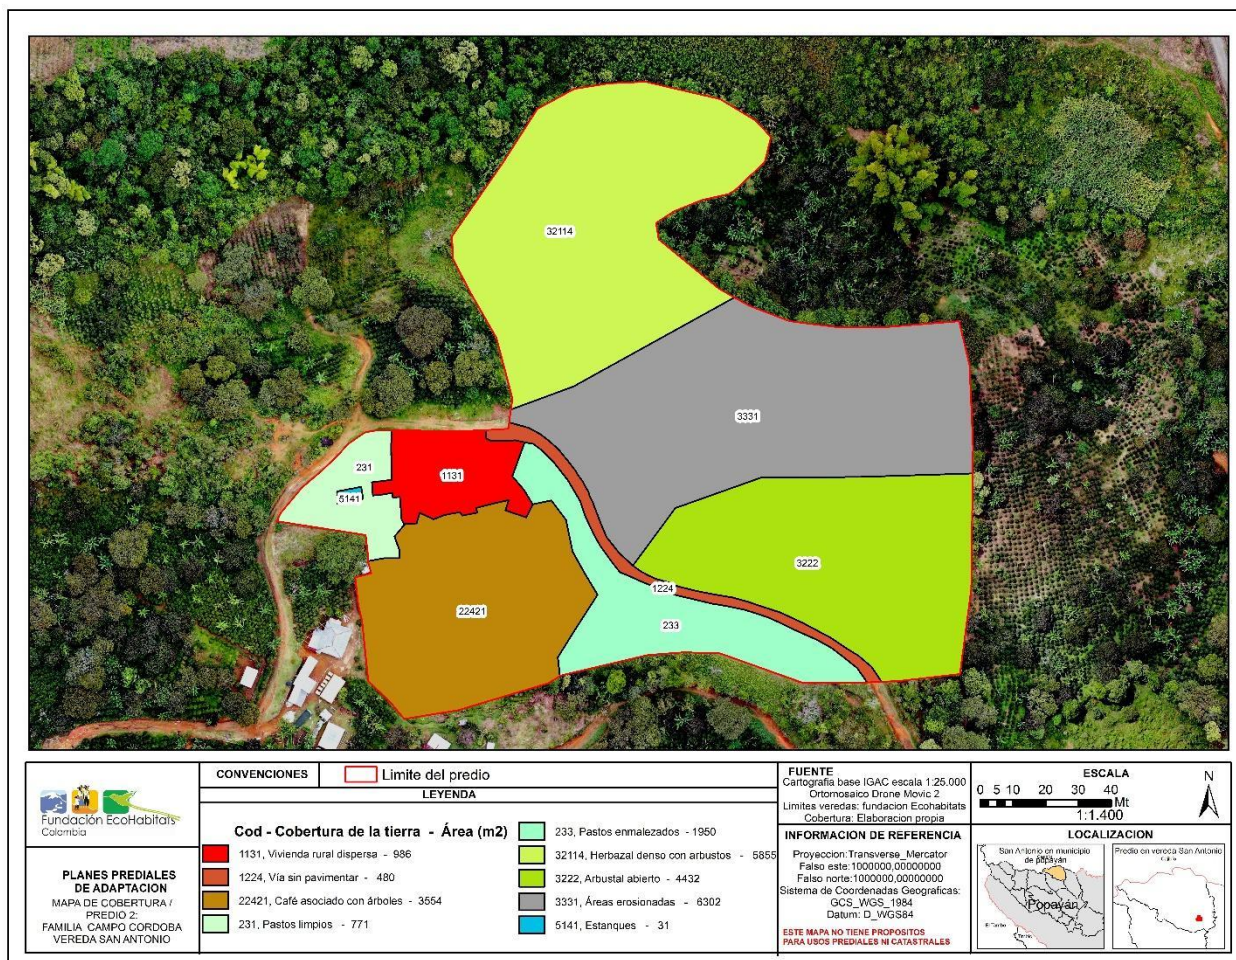 32114
3331
231
1131
5141
3222
1224
22421
233
Fundación EcoHabitats
Colombia
PLANES PREDIALES
DE ADAPTACION
MAPA DE COBERTURA /
PREDIO 2:
FAMILIA CAMPO CORDOBA
VEREDA SAN ANTONIO
CONVENCIONES
Limite del predio
LEYENDA
Cod - Cobertura de la tierra - Área (m2)
1131, Vivienda rural dispersa - 986
1224, Vía sin pavimentar - 480
22421, Café asociado con árboles - 3554
231, Pastos limpios - 771
233, Pastos enmalezados - 1950
32114, Herbazal denso con arbustos - 5855
3222, Arbustal abierto - 4432
3331, Áreas erosionadas - 6302
5141, Estanques - 31
FUENTE
Cartografía base IGAC escala 1:25.000
Ortomosaico Drone Movic 2
Limites veredas: fundacion Ecohabitats
Cobertura: Elaboracion propia
INFORMACION DE REFERENCIA
Proyeccion:Transverse_Mercator
Falso este:1000000,00000000
Falso norte:1000000,00000000
Sistema de Coordenadas Geograficas:
GCS_WGS_1984
Datum: D_WGS84
ESTE MAPA NO TIENE PROPOSITOS
PARA USOS PREDIALES NI CATASTRALES
ESCALA
0 5 10 20 30 40
Mt
1:1.400
N
LOCALIZACION
San Antonio en municipio
de popayán
Popayán
El Tambo
Predio en vereda San Antonio